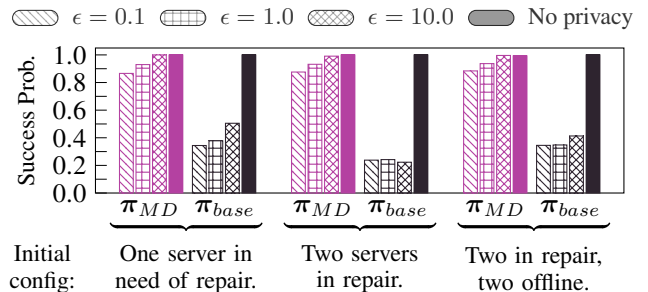 ϵ = 0.1 ϵ = 1.0 ϵ = 10.0 No privacy
Success Prob.
1.0
0.8
0.6
0.4
0.2
0.0
π_MD π_base π_MD π_base π_MD π_base
Initial config:
One server in need of repair.
Two servers in repair.
Two in repair, two offline.